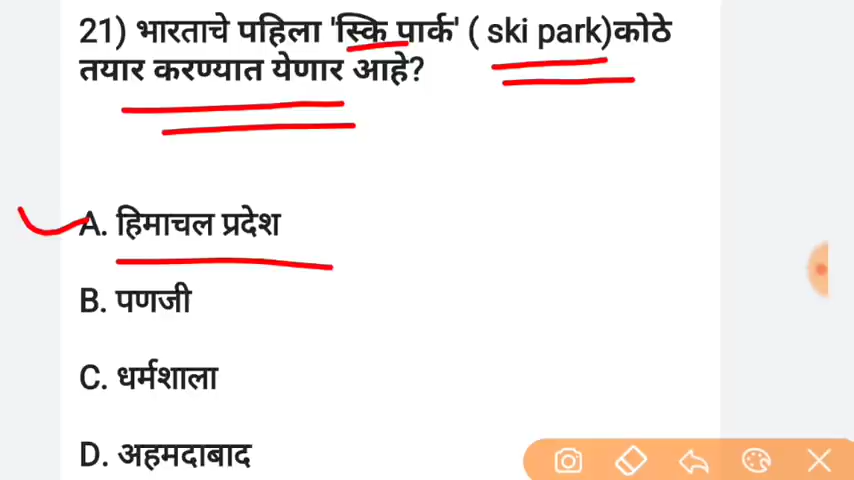 21) भारताचे पहिला 'स्कि पार्क' ( ski park)कोठे
तयार करण्यात येणार आहे?
A. हिमाचल प्रदेश
B. पणजी
C. धर्मशाला
D. अहमदाबाद